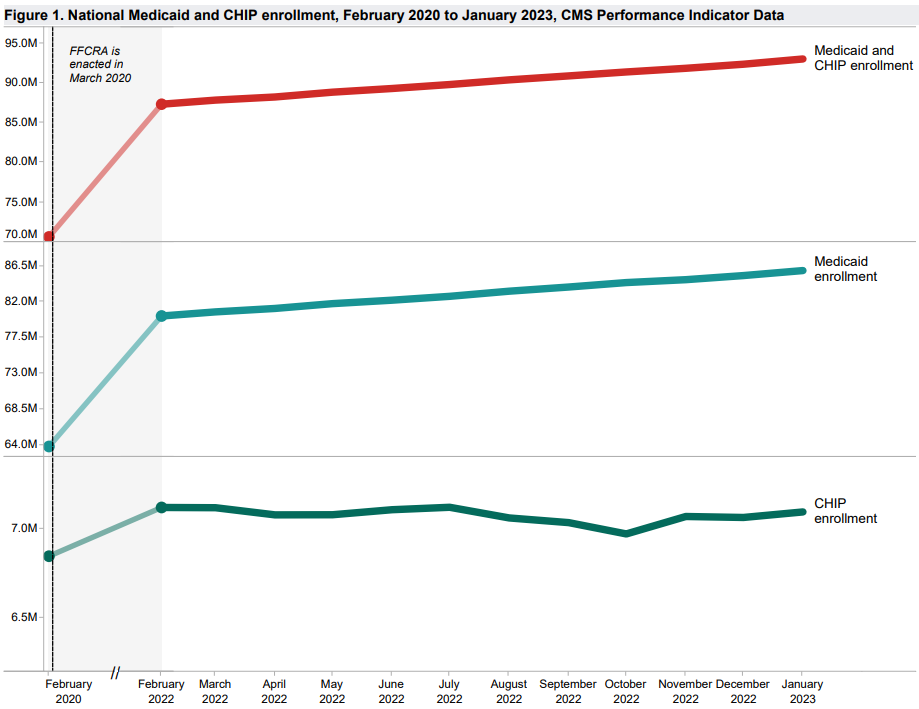 Figure 1. National Medicaid and CHIP enrollment, February 2020 to January 2023, CMS Performance Indicator Data
95.0M
90.0M
85.0M
80.0M
75.0M
70.0M
FFCRA is
enacted in
March 2020
Medicaid and
CHIP enrollment
86.5M
82.0M
77.5M
73.0M
68.5M
64.0M
Medicaid
enrollment
7.0M
6.5M
CHIP
enrollment
//
February February March April May June July August September October November December January
2020 2022 2022 2022 2022 2022 2022 2022 2022 2022 2022 2022 2023